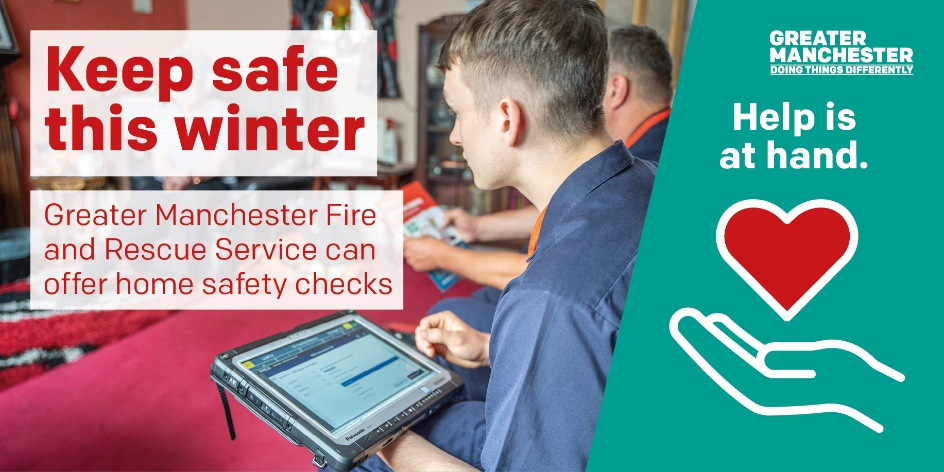 Keep safe
this winter
Greater Manchester Fire
and Rescue Service can
offer home safety checks
GREATER
MANCHESTER
DOING THINGS DIFFERENTLY
Help is
at hand.
Panasonic